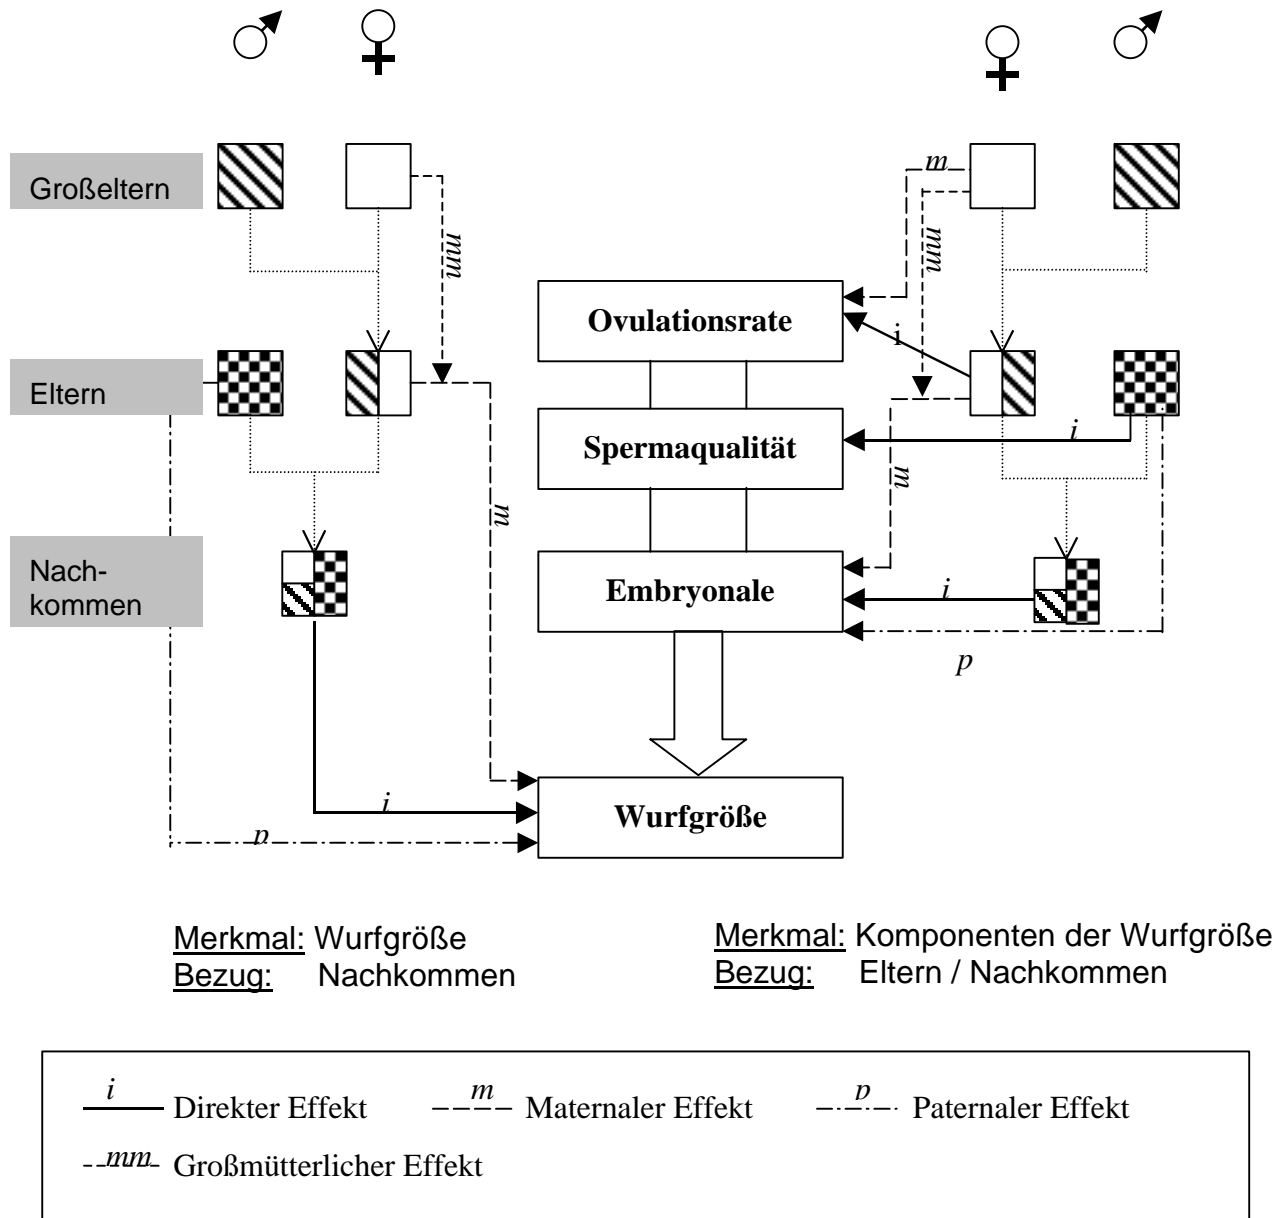 Großeltern
m
mm
mm
Ovulationsrate
i
Eltern
Spermaqualität
i
m
m
Nach-
kommen
Embryonale
i
p
i
Wurfgröße
p
Merkmal: Wurfgröße
Bezug: Nachkommen
Merkmal: Komponenten der Wurfgröße
Bezug: Eltern / Nachkommen
i Direkter Effekt m Maternaler Effekt p Paternaler Effekt
mm Großmütterlicher Effekt